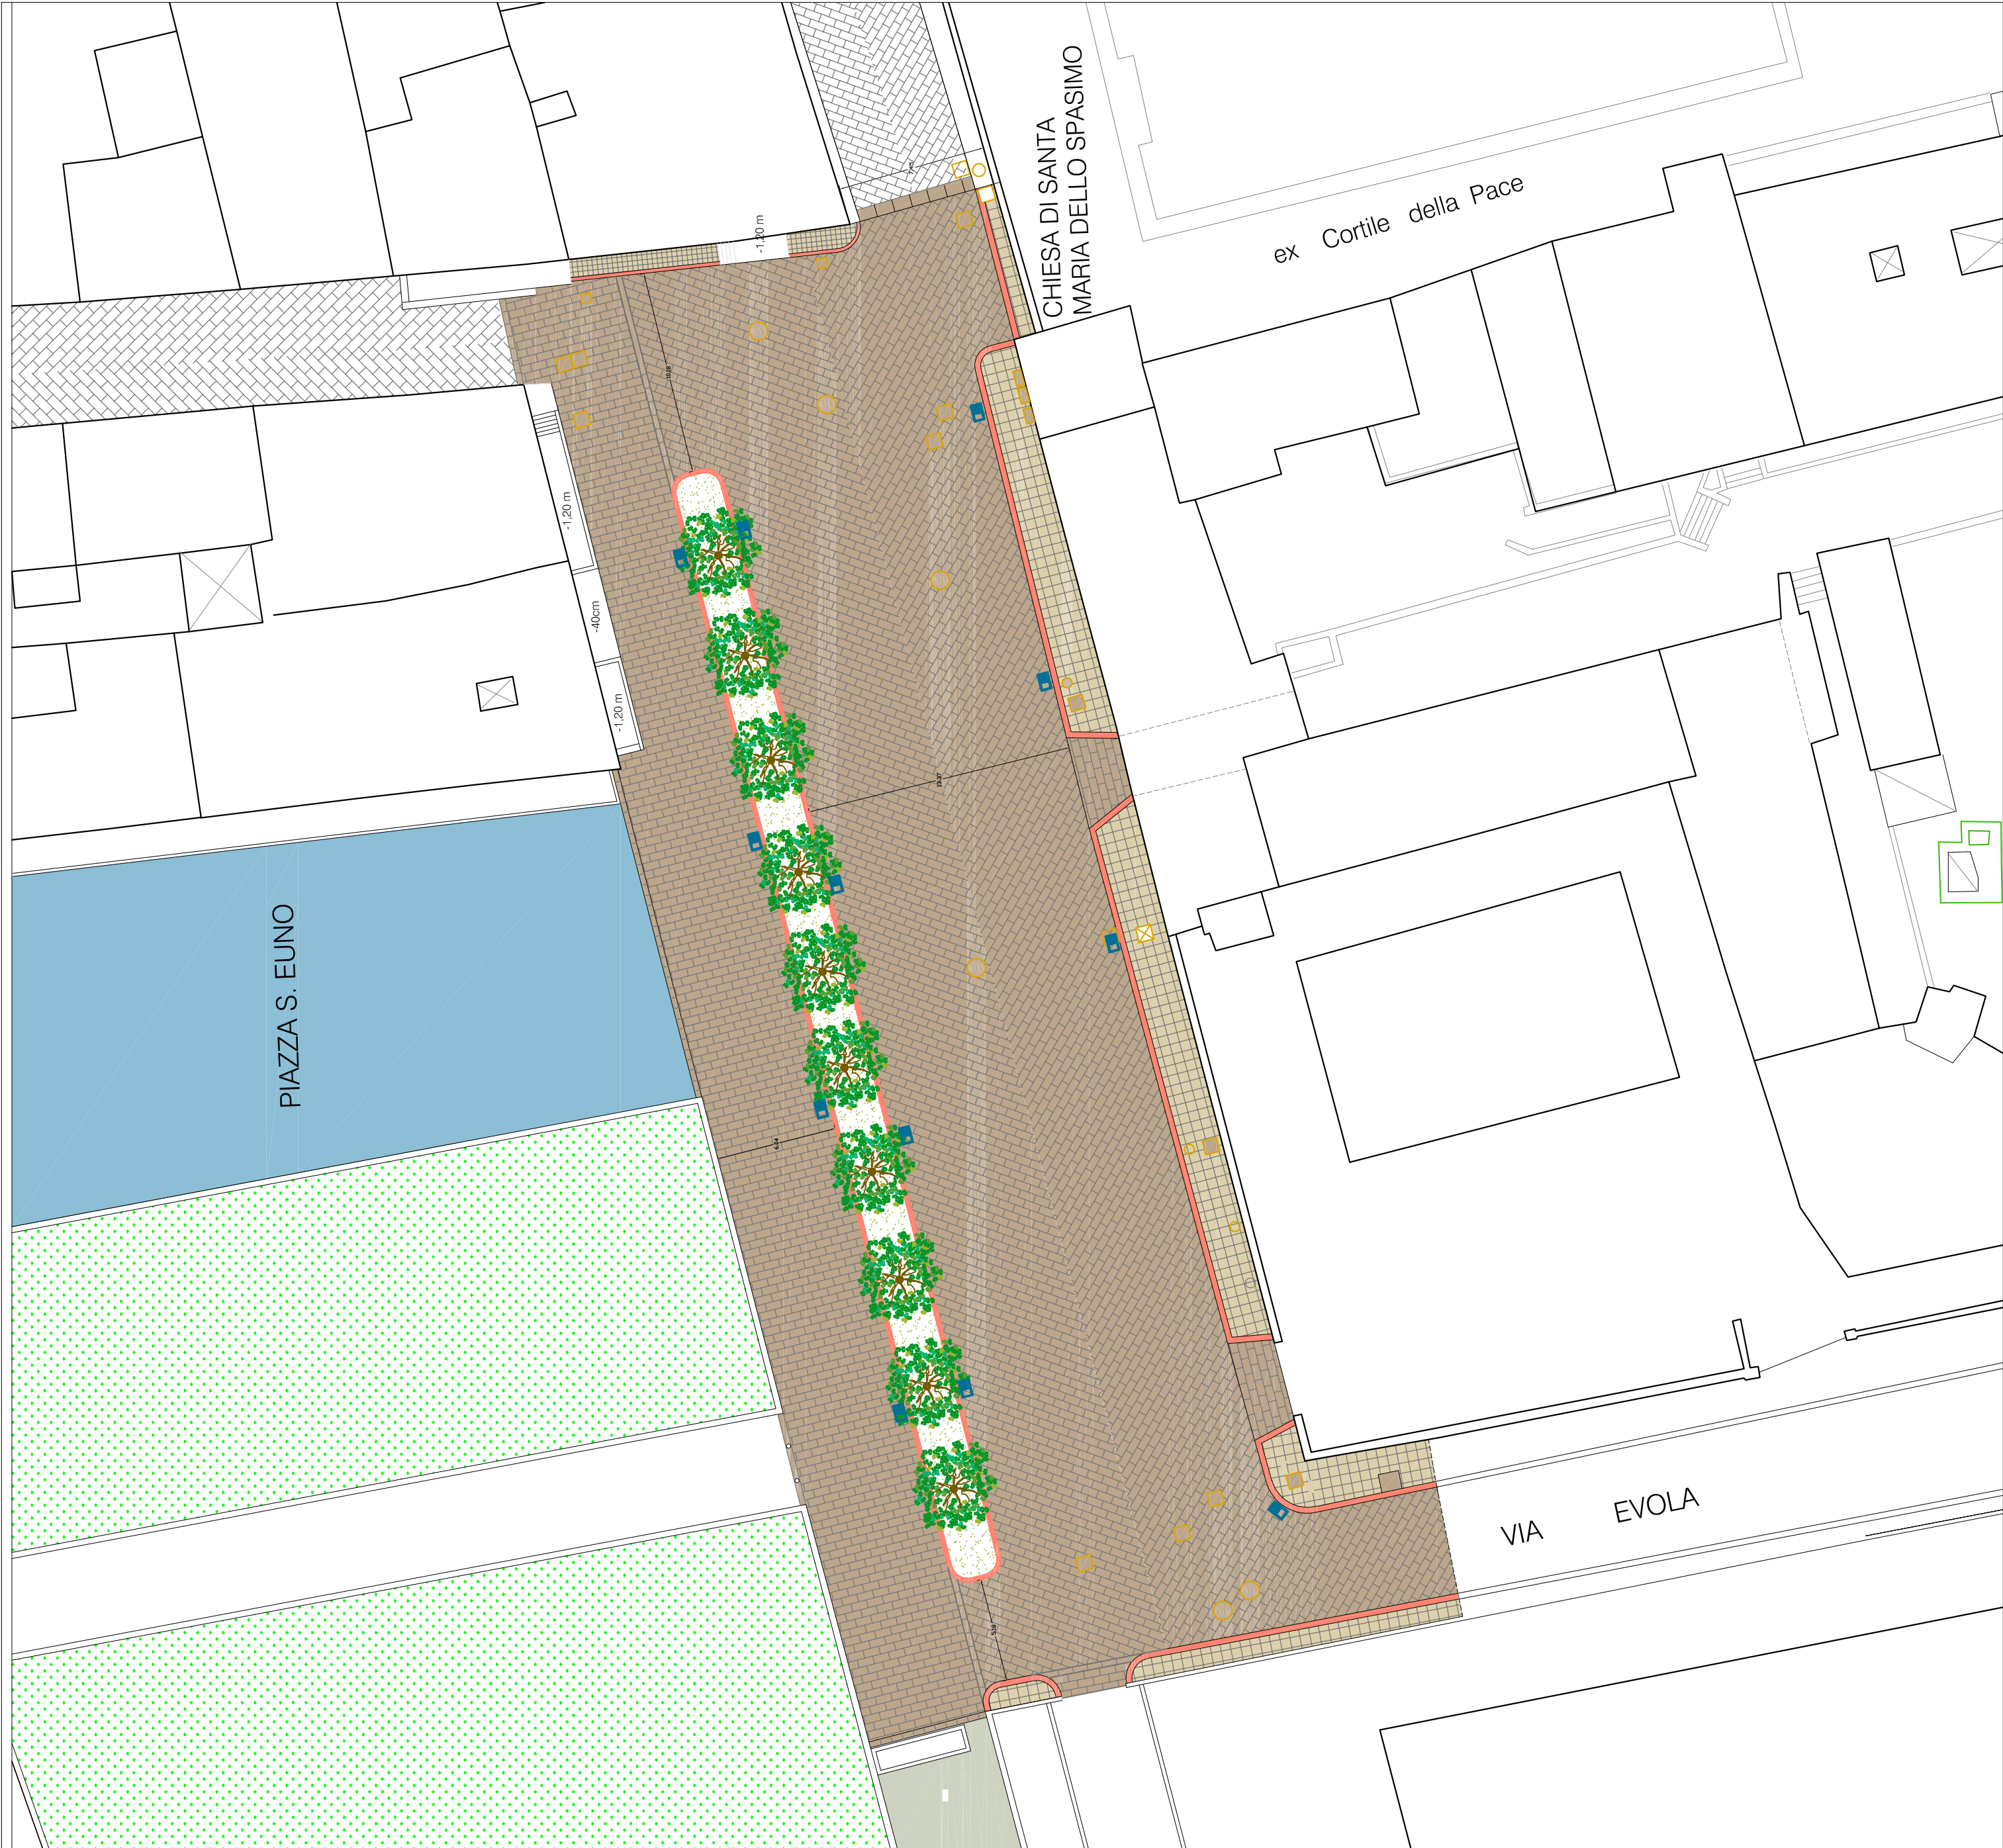 CHIESA DI SANTA
MARIA DELLO SPASIMO
ex Cortile della Pace
-1,20 m
-1,20 m
-40cm
-1,20 m
PIAZZA S. EUNO
VIA EVOLA